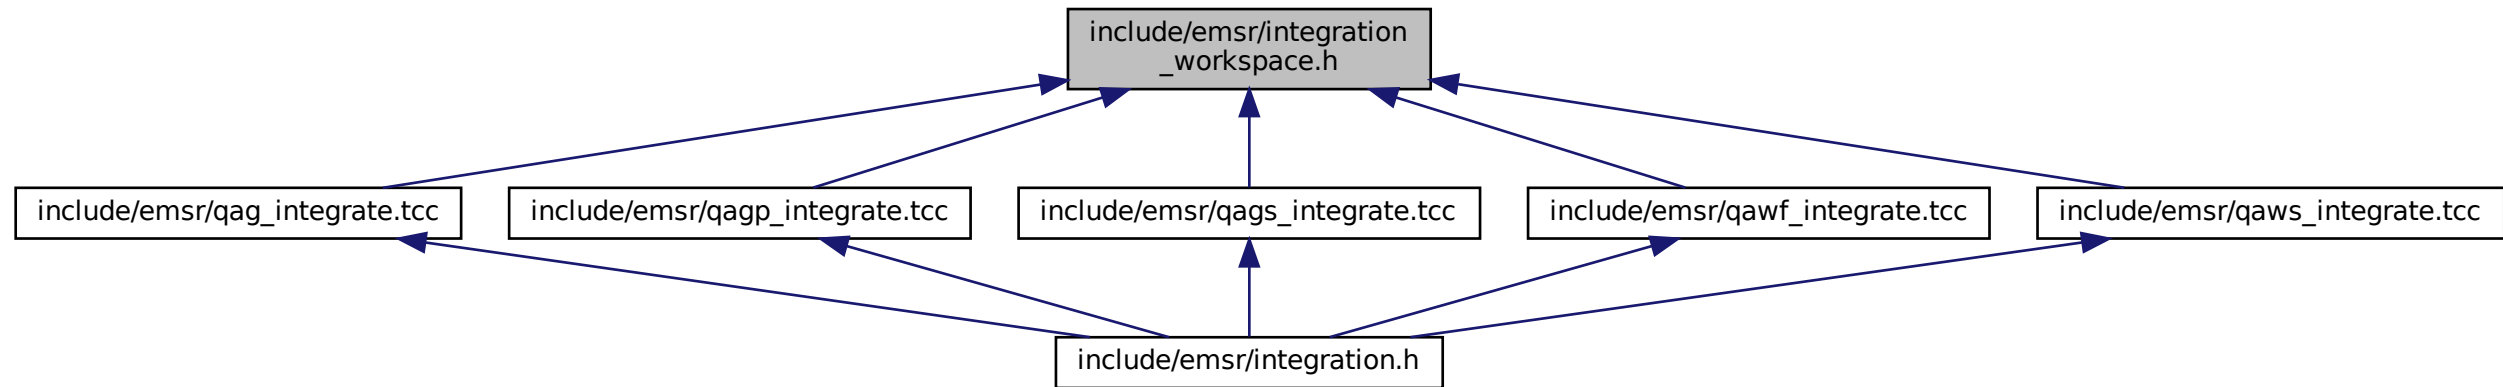 include/emsr/integration
_workspace.h
include/emsr/qag_integrate.tcc
include/emsr/qagp_integrate.tcc
include/emsr/qags_integrate.tcc
include/emsr/qawf_integrate.tcc
include/emsr/qaws_integrate.tcc
include/emsr/integration.h